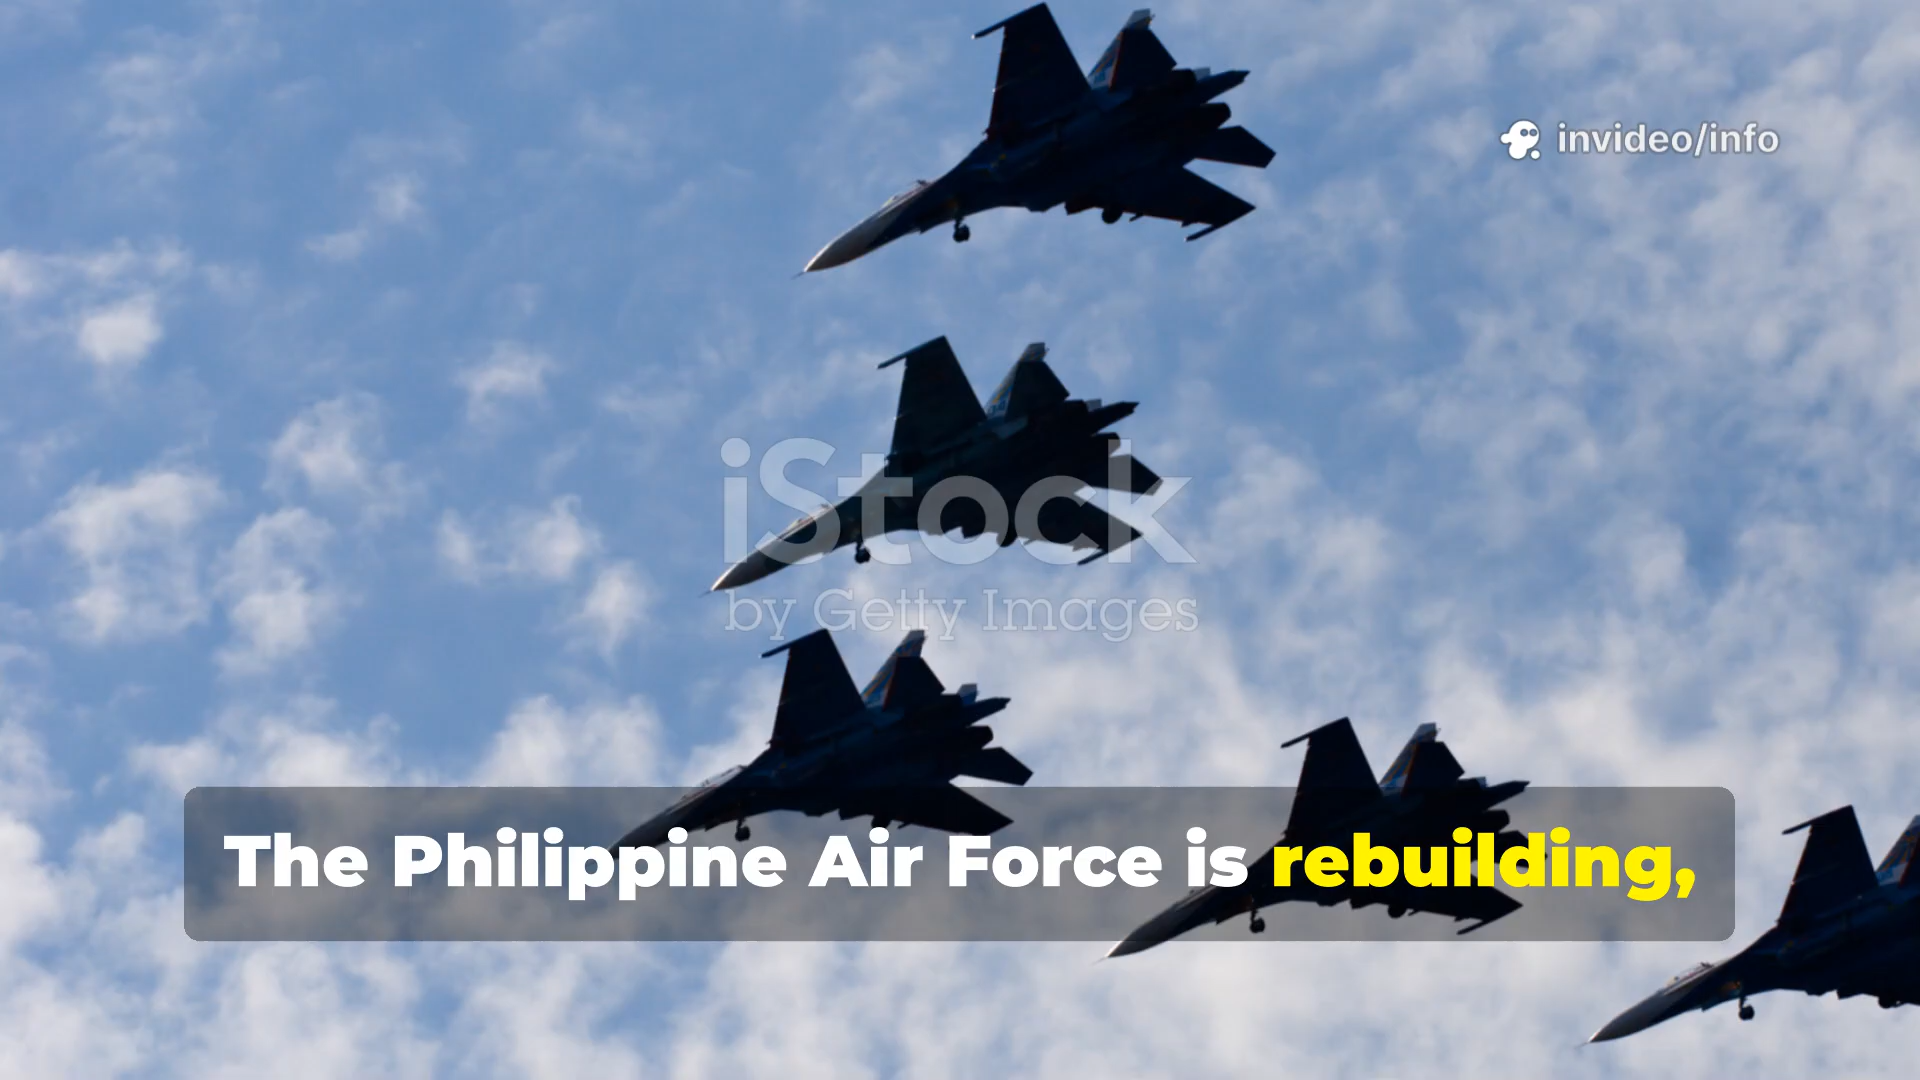 invideo/info
iStock
by Getty Images
The Philippine Air Force is rebuilding,